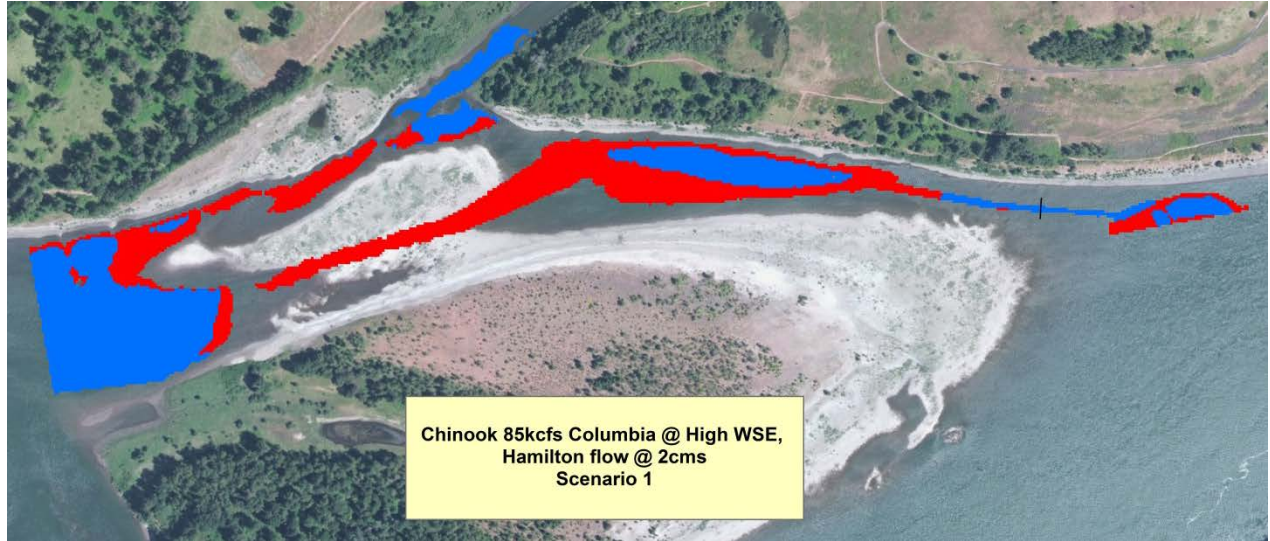 Chinook 85kcfs Columbia @ High WSE,
Hamilton flow @ 2cms
Scenario 1